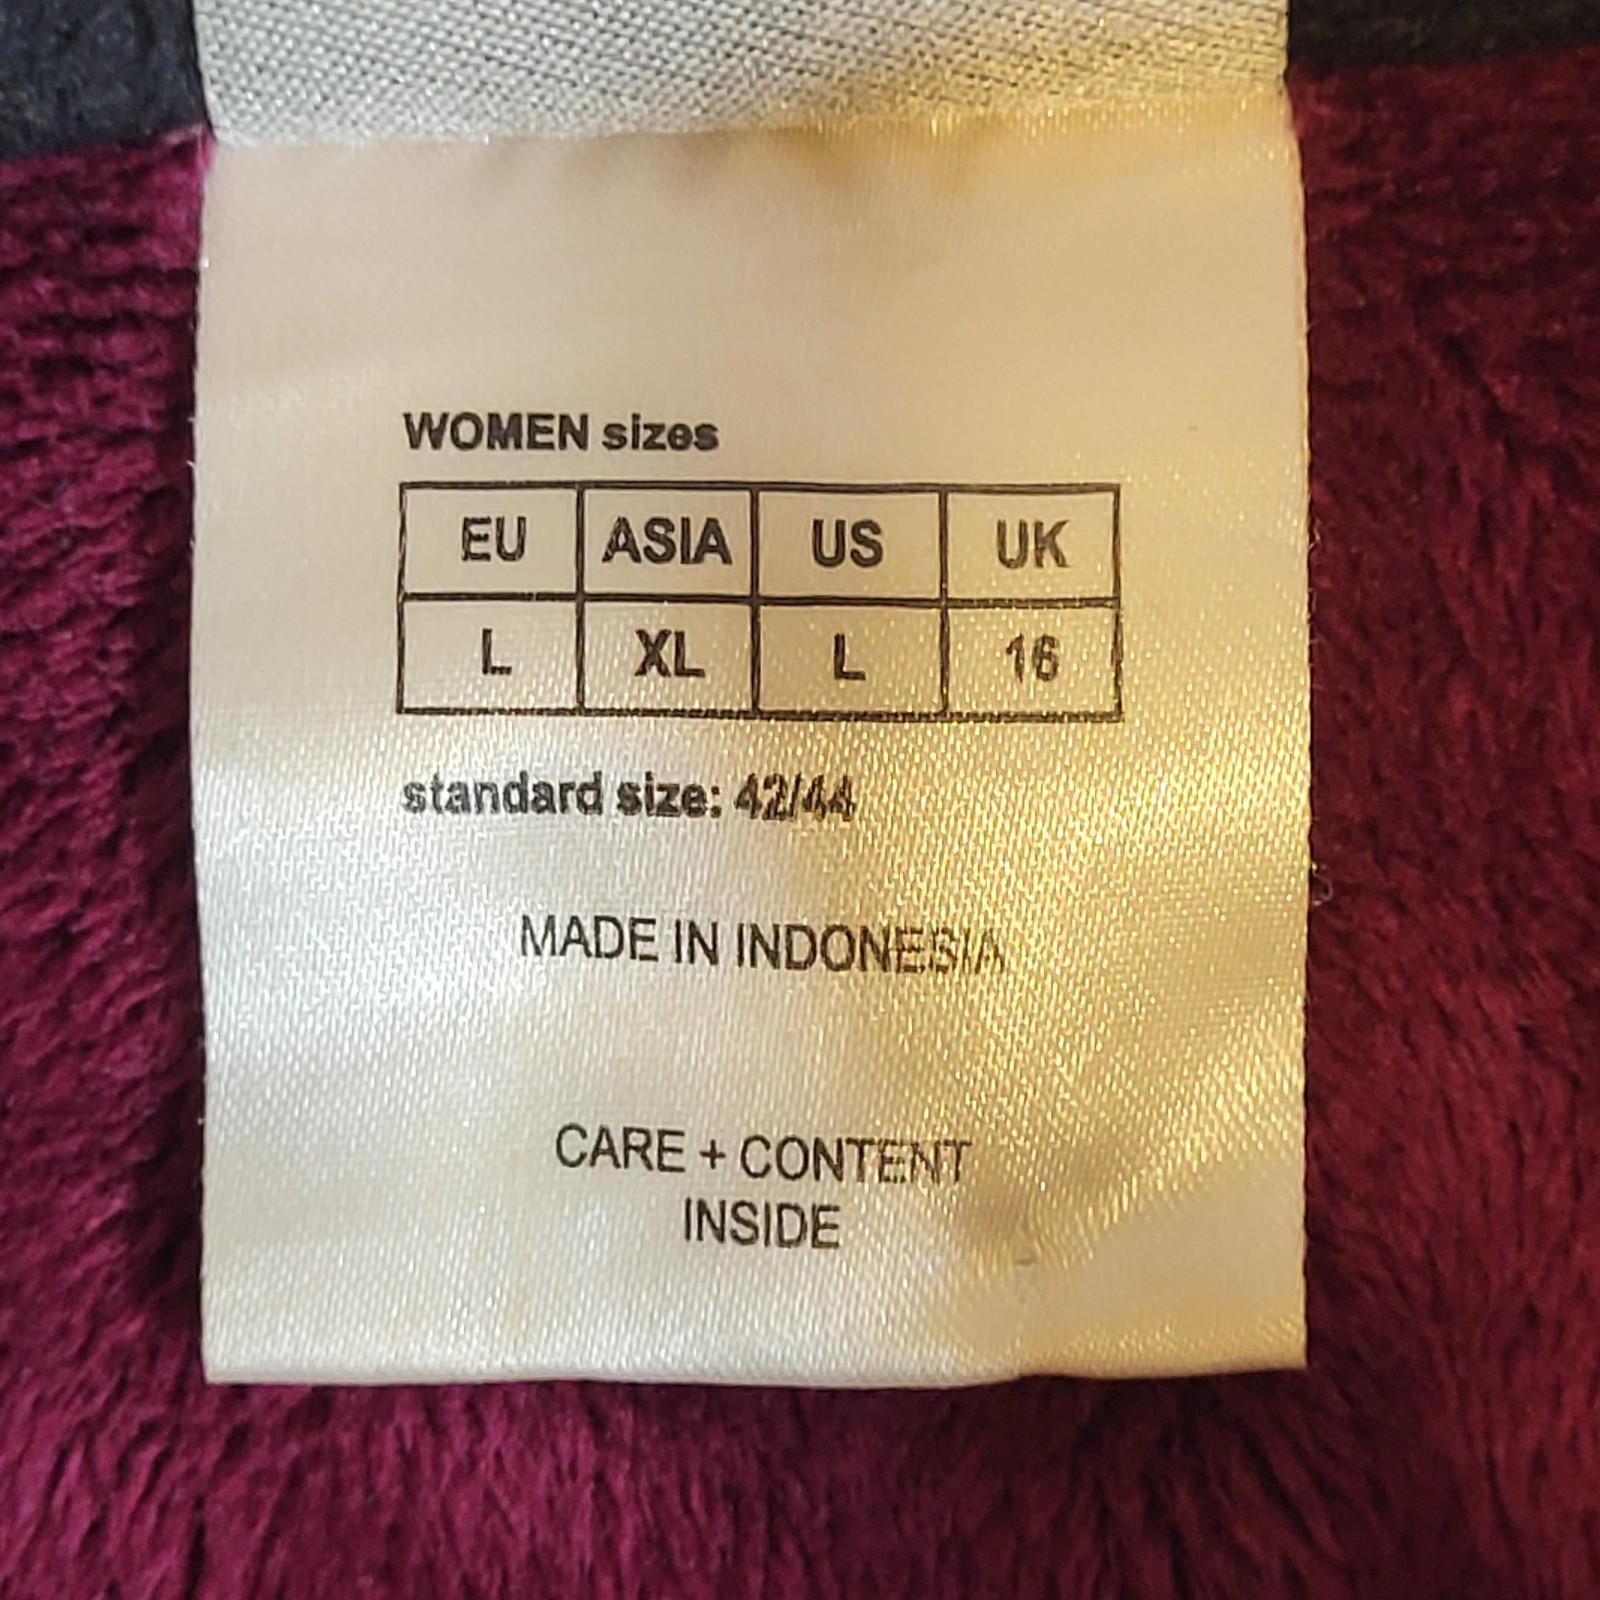 WOMEN sizes
EU ASIA US UK
L XL L 16
standard size: 42/44
MADE IN INDONESIA
CARE + CONTENT
INSIDE